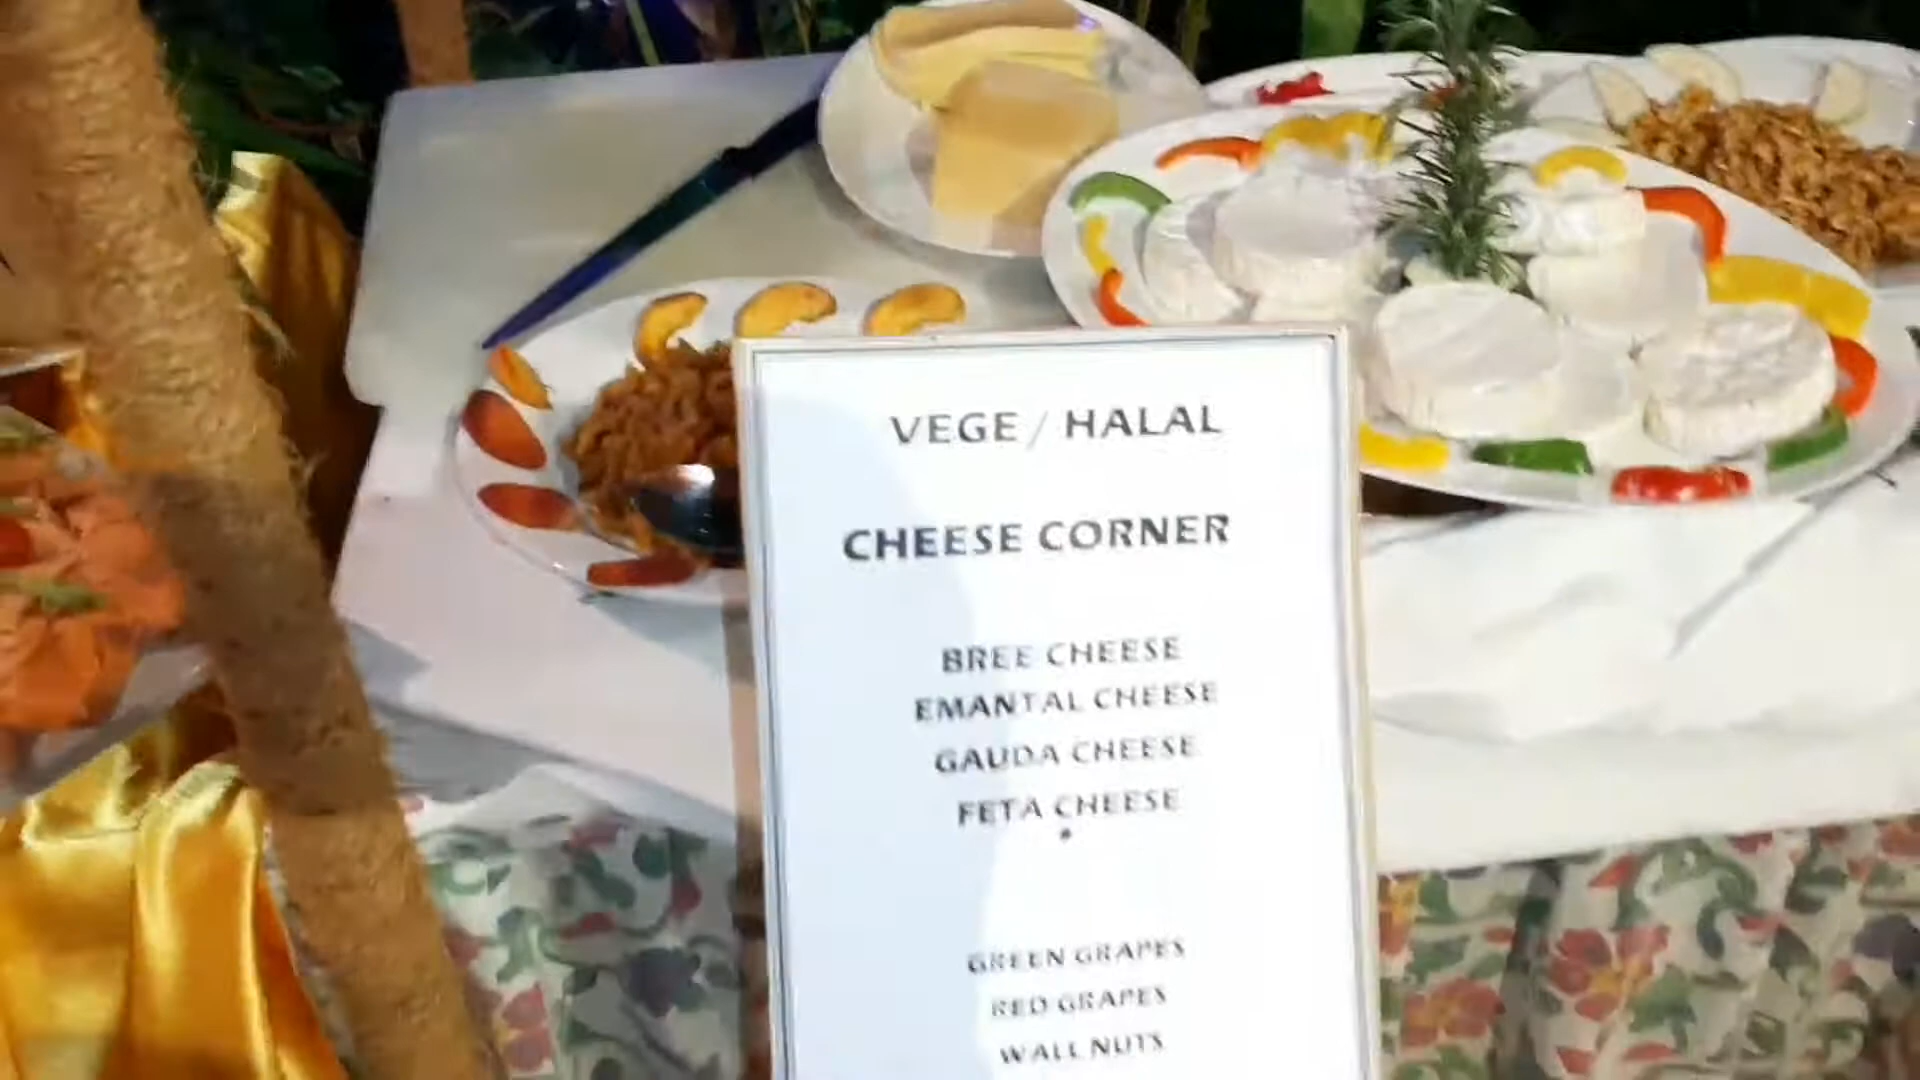 VEGE / HALAL
CHEESE CORNER
BREE CHEESE
EMANTAL CHEESE
GAUDA CHEESE
FETA CHEESE
GREEN GRAPES
RED GRAPES
WALL NUTS